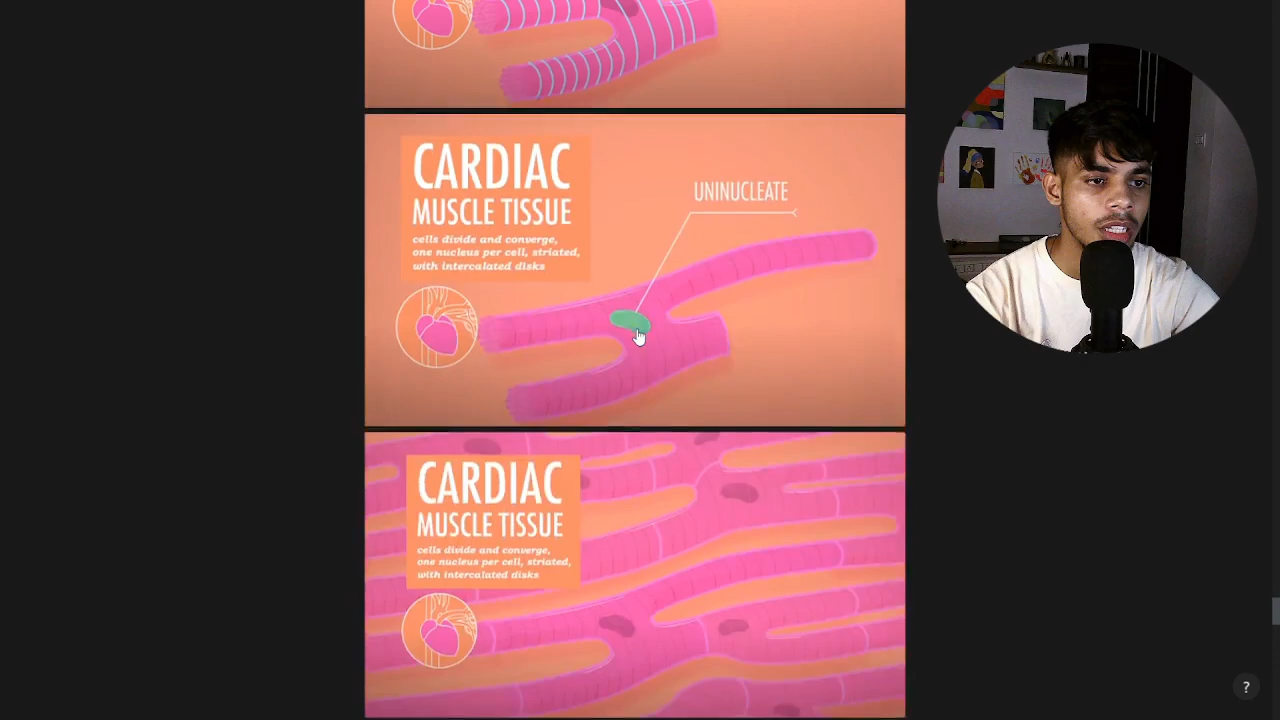 CARDIAC
MUSCLE TISSUE
cells divide and converge,
one nucleus per cell, striated,
with intercalated disks
UNINUCLEATE
CARDIAC
MUSCLE TISSUE
cells divide and converge,
one nucleus per cell, striated,
with intercalated disks
?